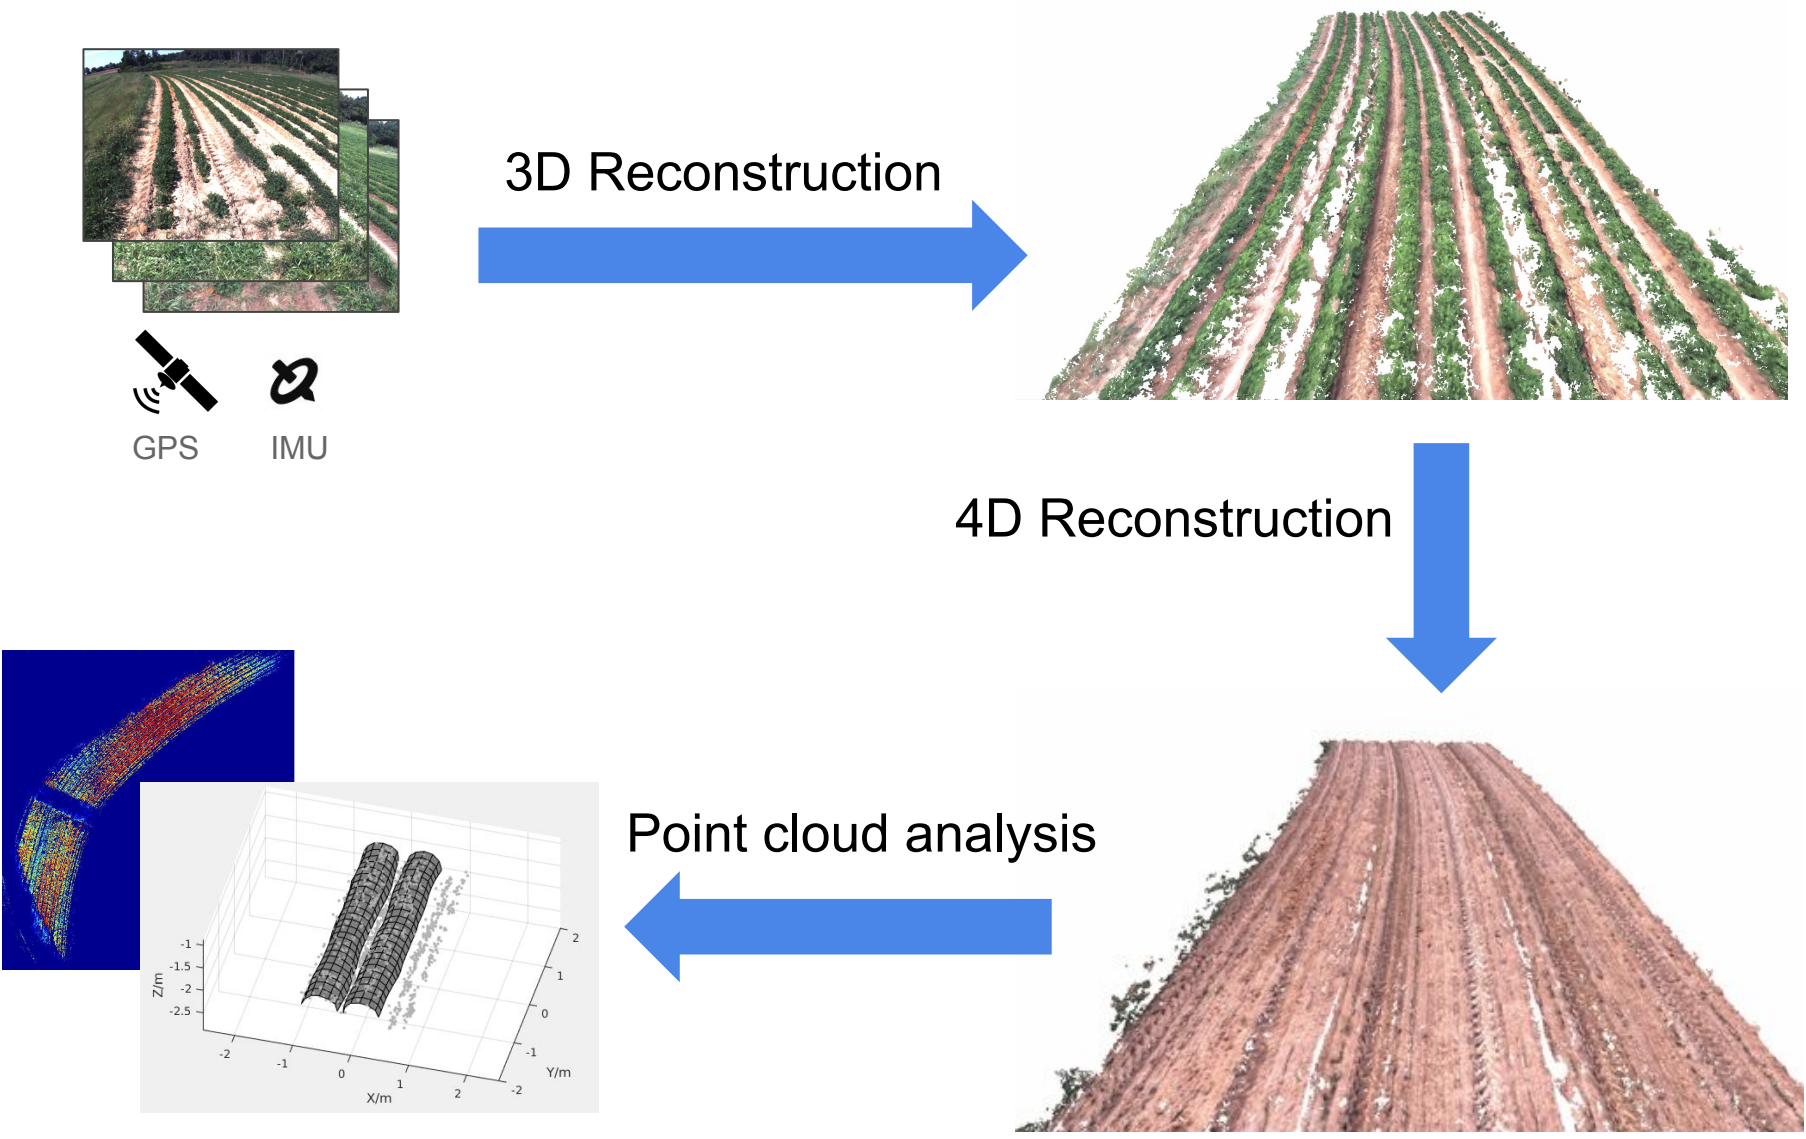 3D Reconstruction
GPS
IMU
4D Reconstruction
Point cloud analysis
-1
-1.5
-2
-2.5
Z/m
-2
-1
0
1
2
X/m
2
1
0
-1
-2
Y/m